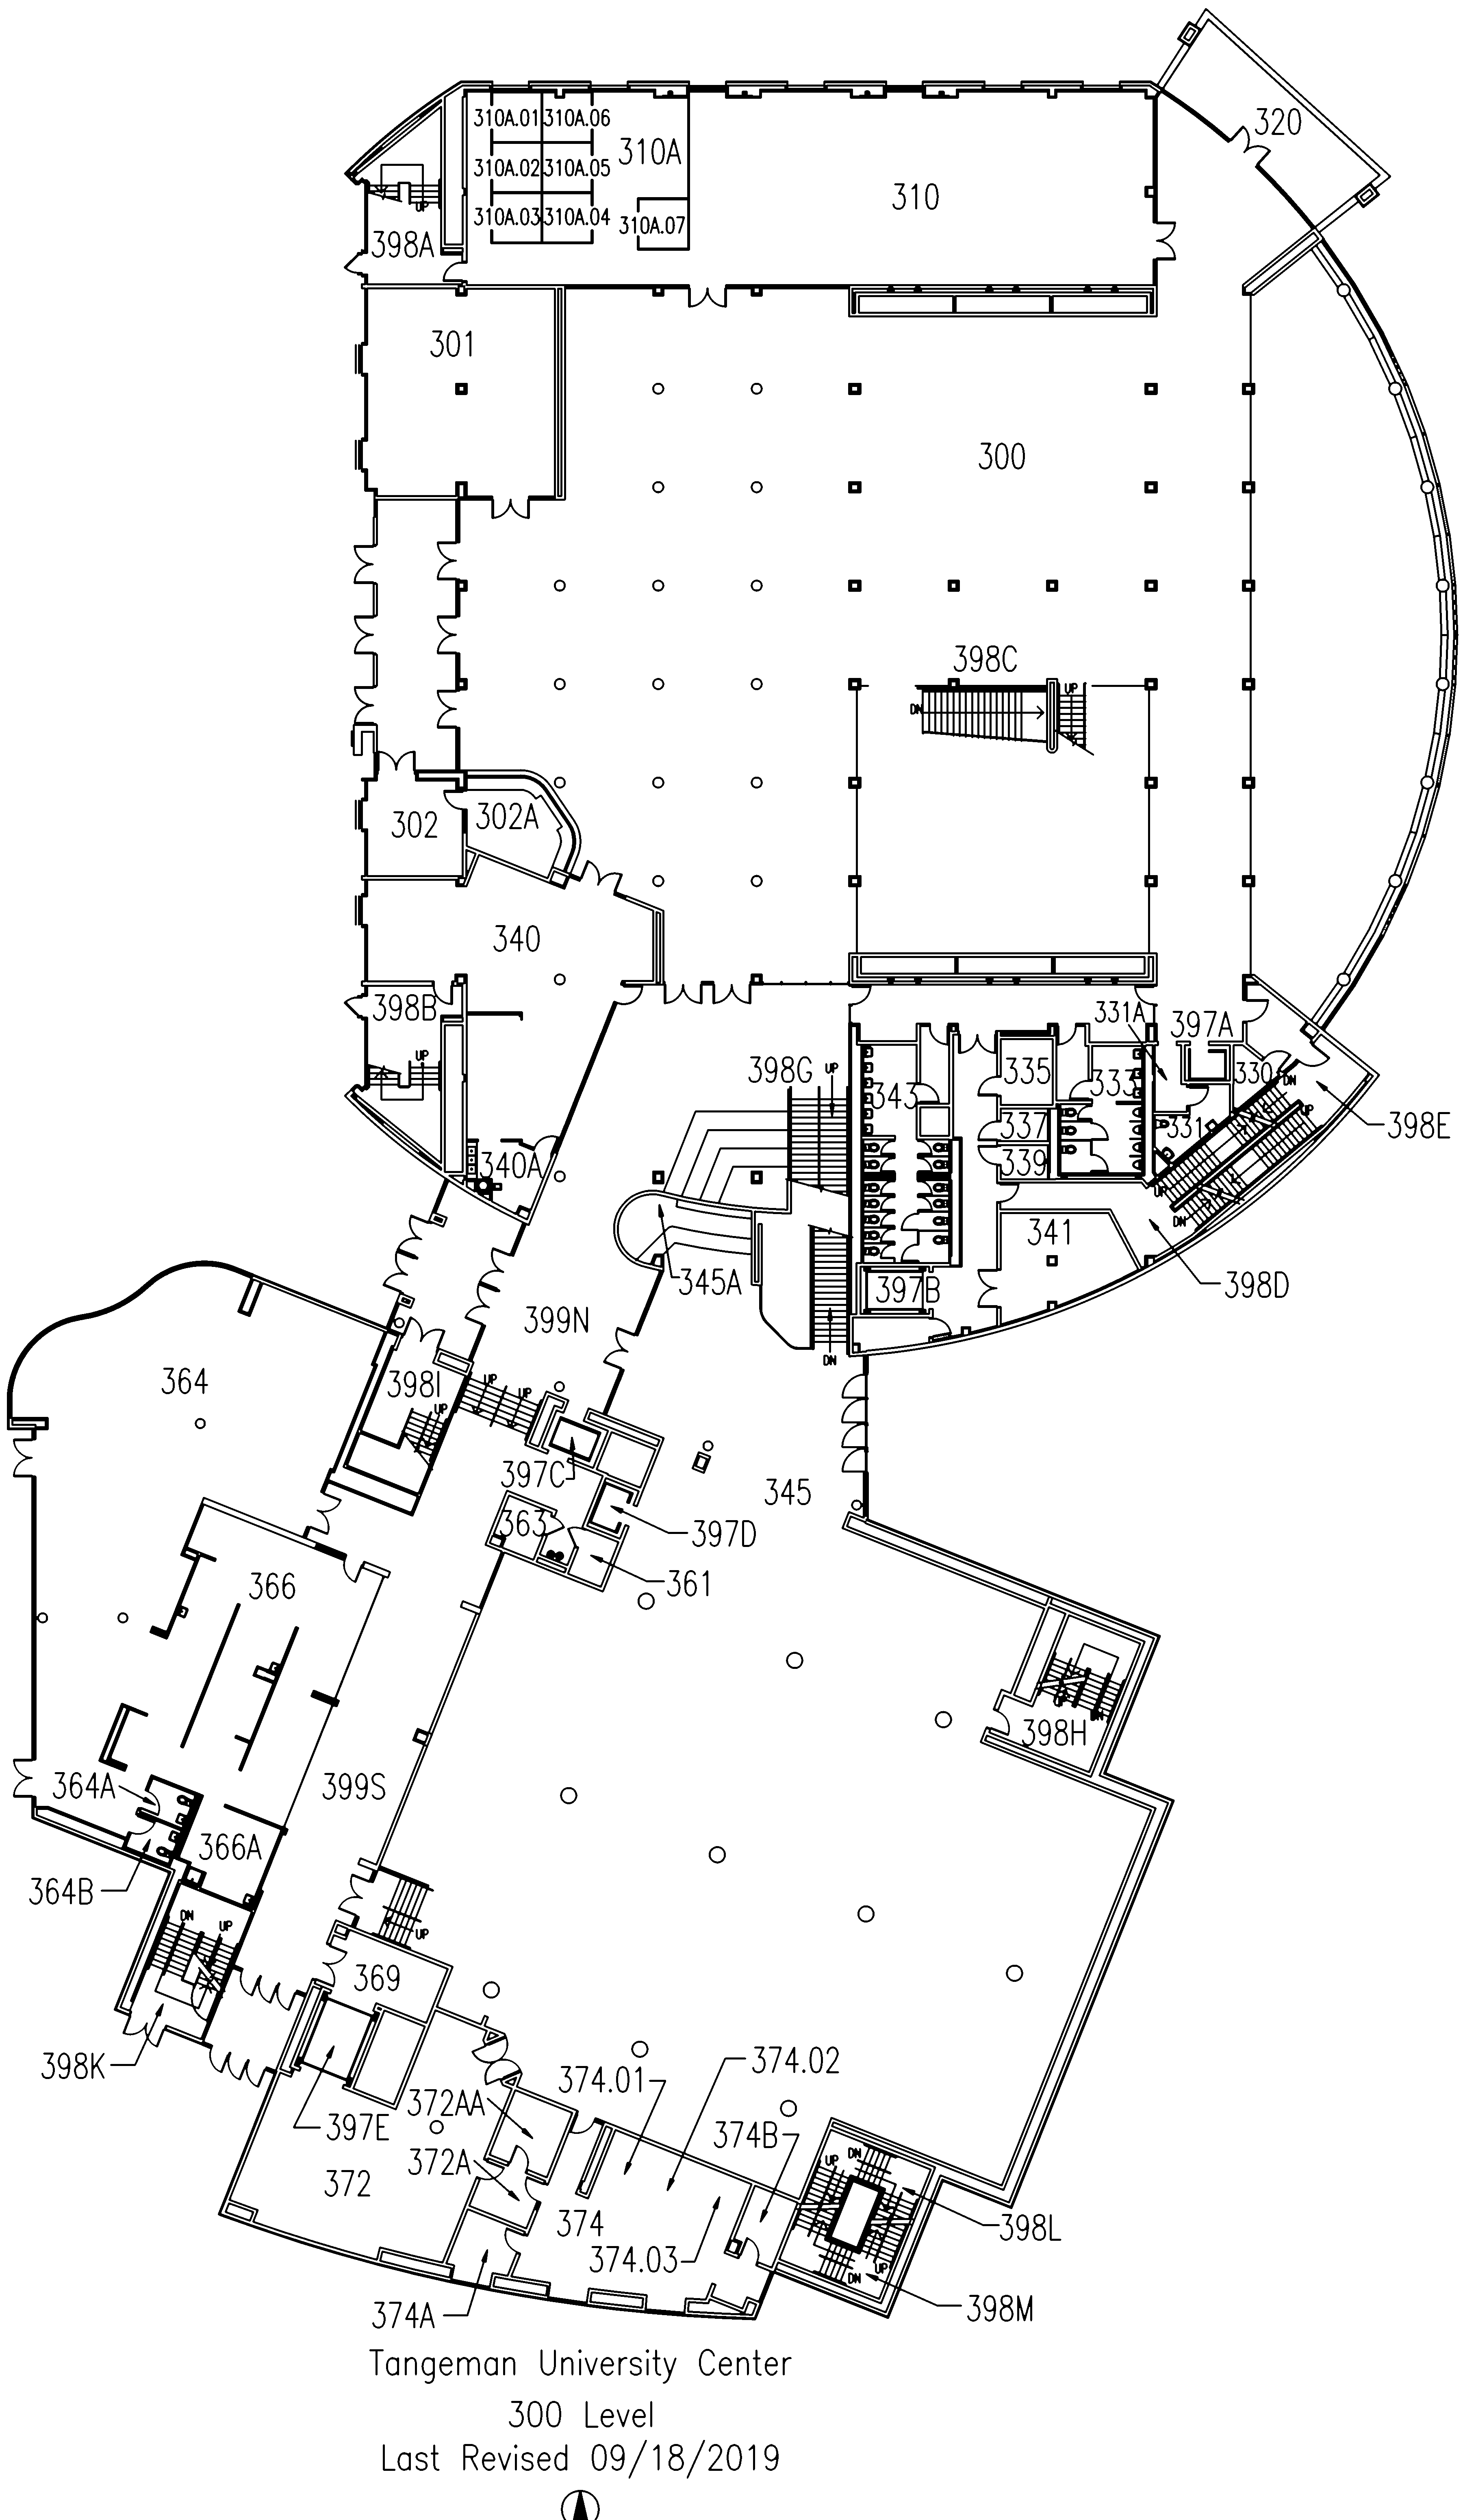 320
310A.01 310A.06
310A
310A.02 310A.05
310
310A.03 310A.04
310A.07
UP
398A
301
300
398C
UP
DN
302A
302
340
398B
331A
397A
UP
398G
UP
335
333
330
DN
343
398E
UP
337
331
339
340A
UP
DN
341
345A
397B
398D
399N
DN
364
398I
UP
UP
UP
397C
345
363
397D
361
366
UP
DN
398H
364A
399S
366A
364B
DN
UP
UP
369
398K
374.02
374.01
372AA
397E
374B
372A
DN
UP
372
374
398L
374.03
UP
DN
374A
398M
Tangeman University Center
300 Level
Last Revised 09/18/2019